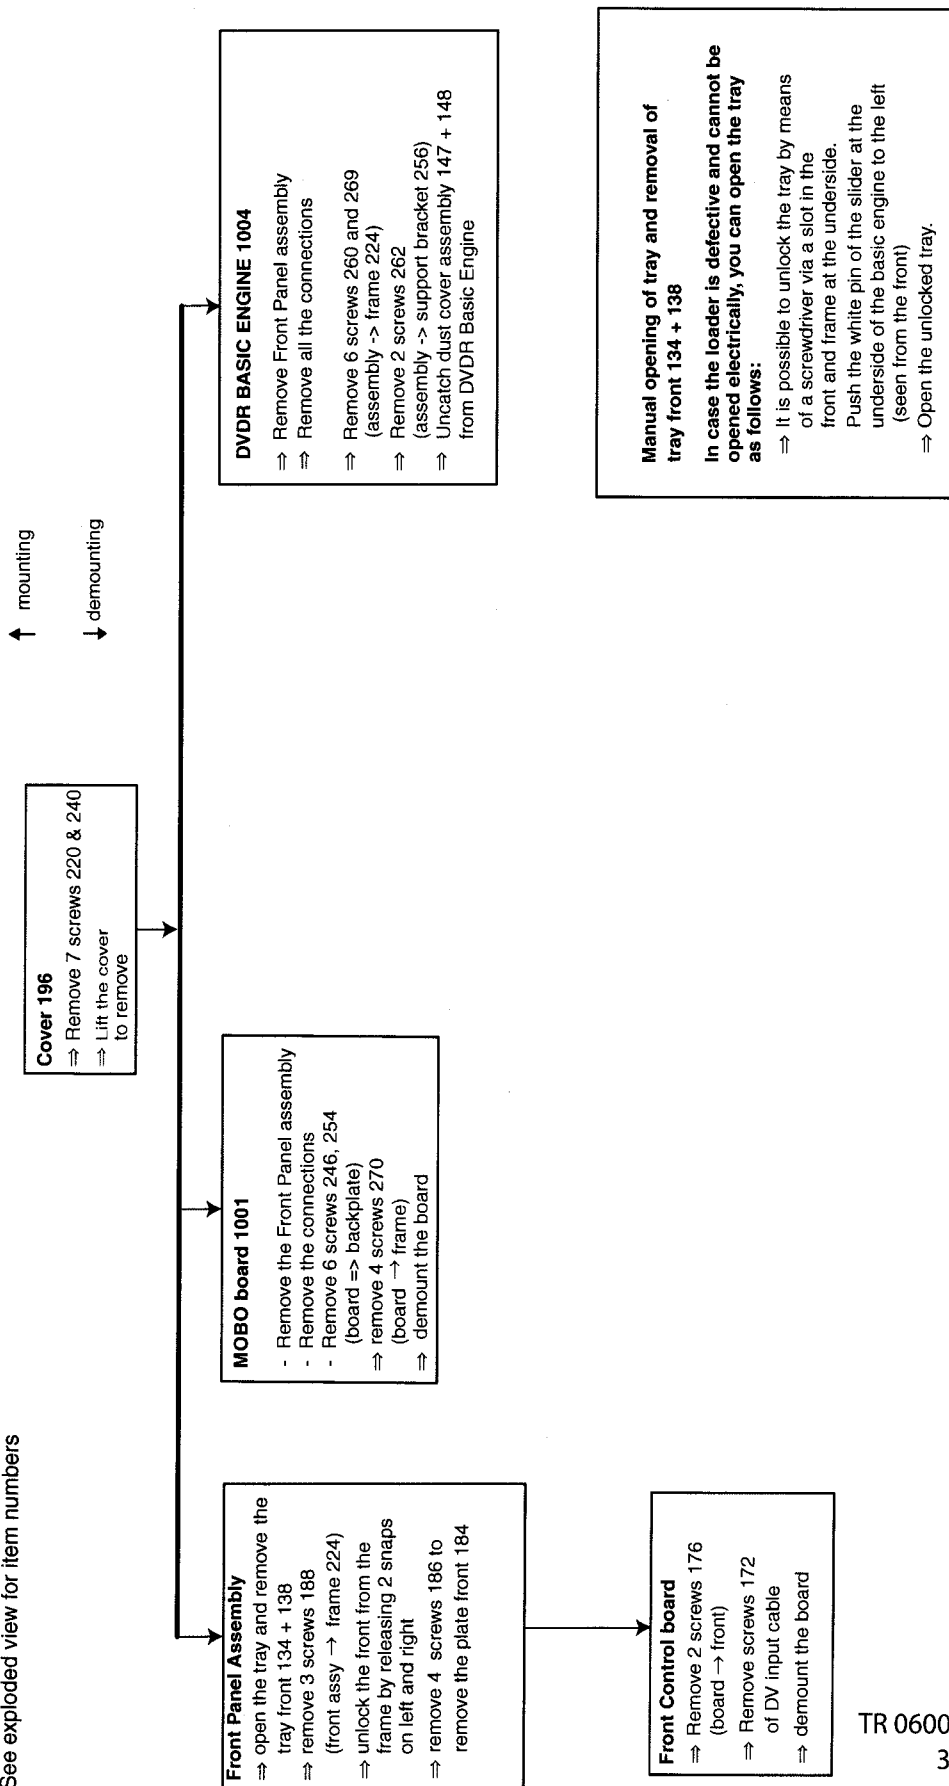 See exploded view for item numbers
↑ mounting
↓ demounting
Cover 196
⇒ Remove 7 screws 220 & 240
⇒ Lift the cover
to remove
Front Panel Assembly
⇒ open the tray and remove the
tray front 134 + 138
⇒ remove 3 screws 188
(front assy → frame 224)
⇒ unlock the front from the
frame by releasing 2 snaps
on left and right
⇒ remove 4 screws 186 to
remove the plate front 184
MOBO board 1001
- Remove the Front Panel assembly
- Remove the connections
- Remove 6 screws 246, 254
(board => backplate)
⇒ remove 4 screws 270
(board → frame)
⇒ demount the board
DVDR BASIC ENGINE 1004
⇒ Remove Front Panel assembly
⇒ Remove all the connections
⇒ Remove 6 screws 260 and 269
(assembly -> frame 224)
⇒ Remove 2 screws 262
(assembly -> support bracket 256)
⇒ Uncatch dust cover assembly 147 + 148
from DVDR Basic Engine
Front Control board
⇒ Remove 2 screws 176
(board → front)
⇒ Remove screws 172
of DV input cable
⇒ demount the board
Manual opening of tray and removal of
tray front 134 + 138
In case the loader is defective and cannot be
opened electrically, you can open the tray
as follows:
⇒ It is possible to unlock the tray by means
of a screwdriver via a slot in the
front and frame at the underside.
Push the white pin of the slider at the
underside of the basic engine to the left
(seen from the front)
⇒ Open the unlocked tray.
TR 0600
3